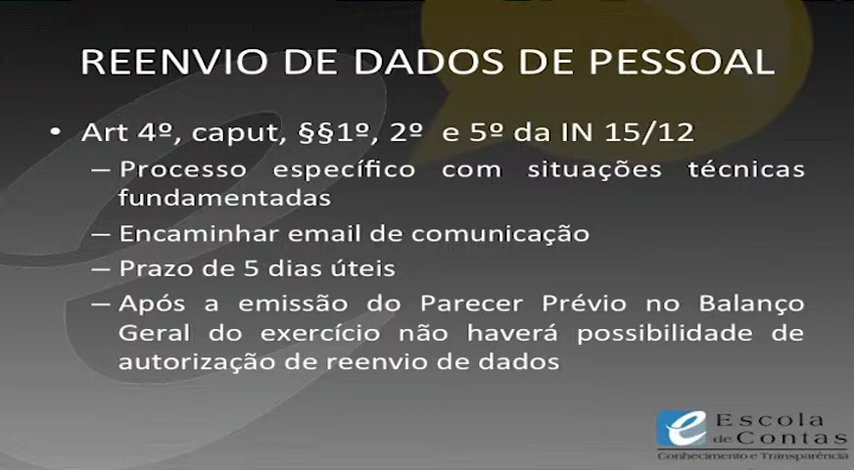 REENVIO DE DADOS DE PESSOAL
• Art 4º, caput, §§1º, 2º e 5º da IN 15/12
– Processo específico com situações técnicas
fundamentadas
– Encaminhar email de comunicação
– Prazo de 5 dias úteis
– Após a emissão do Parecer Prévio no Balanço
Geral do exercício não haverá possibilidade de
autorização de reenvio de dados
Escola
de Contas
Conhecimento e Transparência